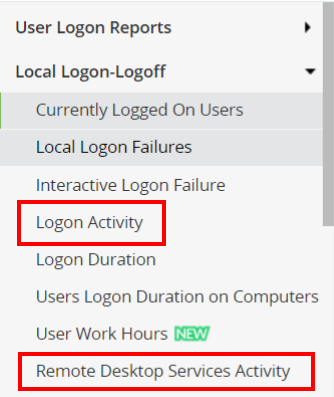 User Logon Reports
Local Logon-Logoff
Currently Logged On Users
Local Logon Failures
Interactive Logon Failure
Logon Activity
Logon Duration
Users Logon Duration on Computers
User Work Hours NEW
Remote Desktop Services Activity